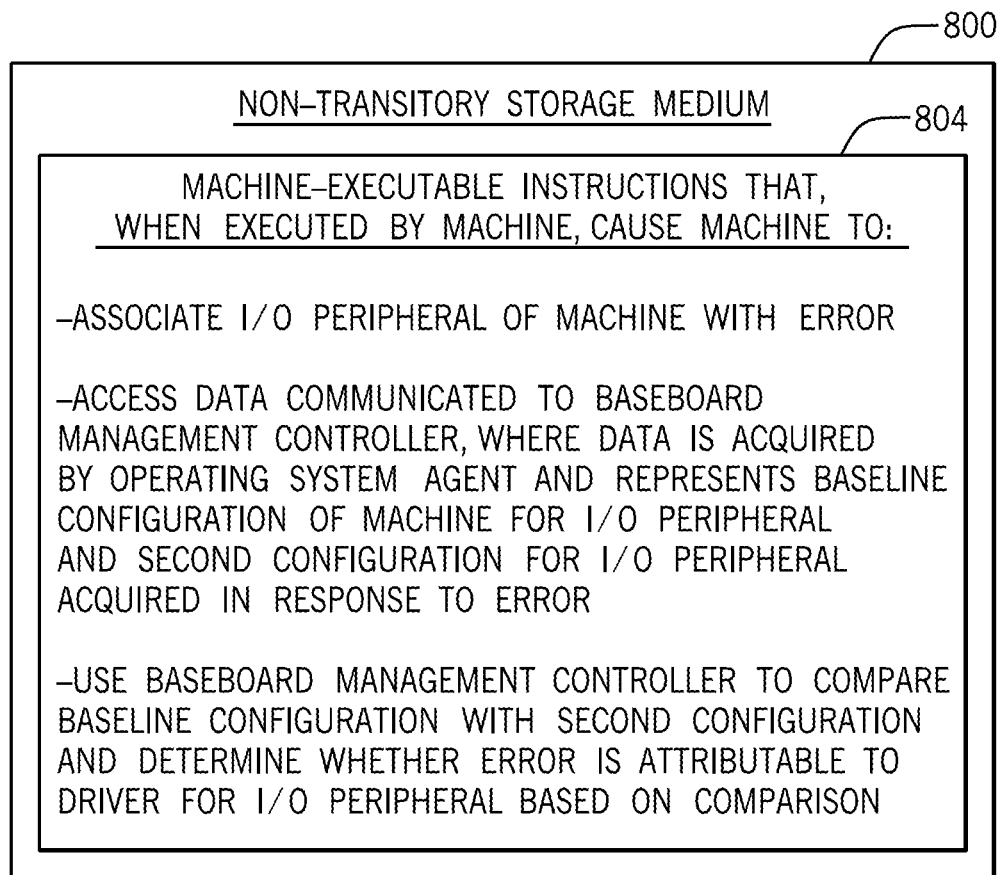 800
NON–TRANSITORY STORAGE MEDIUM
804
MACHINE–EXECUTABLE INSTRUCTIONS THAT,
WHEN EXECUTED BY MACHINE, CAUSE MACHINE TO:
–ASSOCIATE I/O PERIPHERAL OF MACHINE WITH ERROR
–ACCESS DATA COMMUNICATED TO BASEBOARD
MANAGEMENT CONTROLLER, WHERE DATA IS ACQUIRED
BY OPERATING SYSTEM AGENT AND REPRESENTS BASELINE
CONFIGURATION OF MACHINE FOR I/O PERIPHERAL
AND SECOND CONFIGURATION FOR I/O PERIPHERAL
ACQUIRED IN RESPONSE TO ERROR
–USE BASEBOARD MANAGEMENT CONTROLLER TO COMPARE
BASELINE CONFIGURATION WITH SECOND CONFIGURATION
AND DETERMINE WHETHER ERROR IS ATTRIBUTABLE TO
DRIVER FOR I/O PERIPHERAL BASED ON COMPARISON